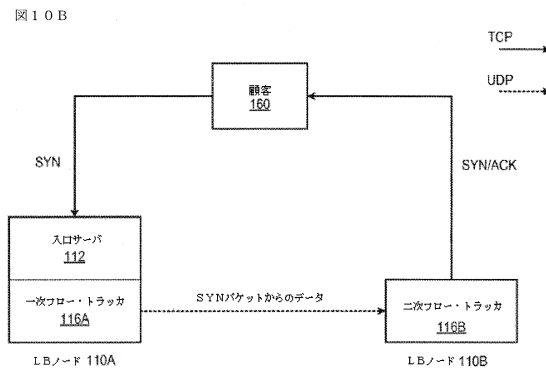 図１０B
TCP
UDP
顧客
160
SYN
SYN/ACK
入口サーバ
112
一次フロー・トラッカ
116A
SYNパケットからのデータ
二次フロー・トラッカ
116B
LBノード 110A
LBノード 110B